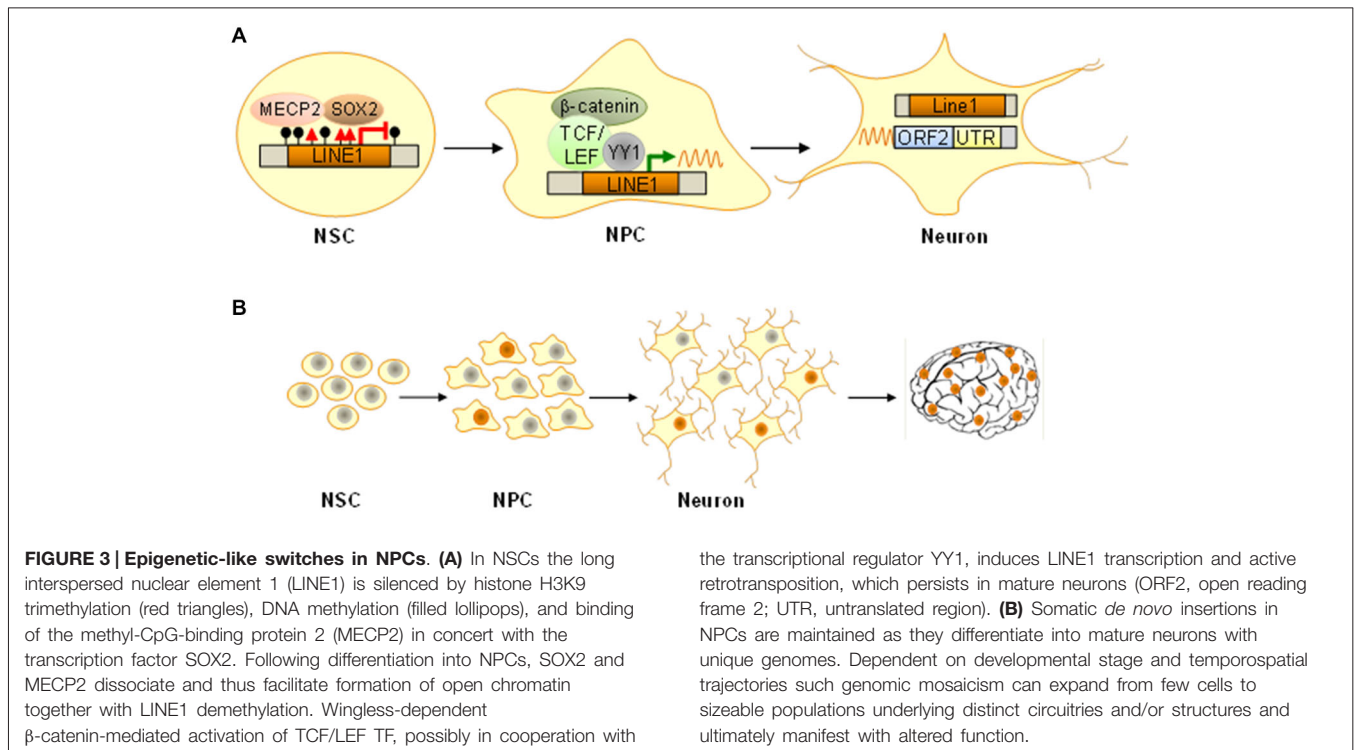 A
MECP2 SOX2
LINE1
NSC
β-catenin
TCF/
LEF YY1
LINE1
NPC
Line1
ORF2 UTR
Neuron
B
NSC
NPC
Neuron
FIGURE 3 | Epigenetic-like switches in NPCs. (A) In NSCs the long
interspersed nuclear element 1 (LINE1) is silenced by histone H3K9
trimethylation (red triangles), DNA methylation (filled lollipops), and binding
of the methyl-CpG-binding protein 2 (MECP2) in concert with the
transcription factor SOX2. Following differentiation into NPCs, SOX2 and
MECP2 dissociate and thus facilitate formation of open chromatin
together with LINE1 demethylation. Wingless-dependent
β-catenin-mediated activation of TCF/LEF TF, possibly in cooperation with
the transcriptional regulator YY1, induces LINE1 transcription and active
retrotransposition, which persists in mature neurons (ORF2, open reading
frame 2; UTR, untranslated region). (B) Somatic de novo insertions in
NPCs are maintained as they differentiate into mature neurons with
unique genomes. Dependent on developmental stage and temporospatial
trajectories such genomic mosaicism can expand from few cells to
sizeable populations underlying distinct circuitries and/or structures and
ultimately manifest with altered function.